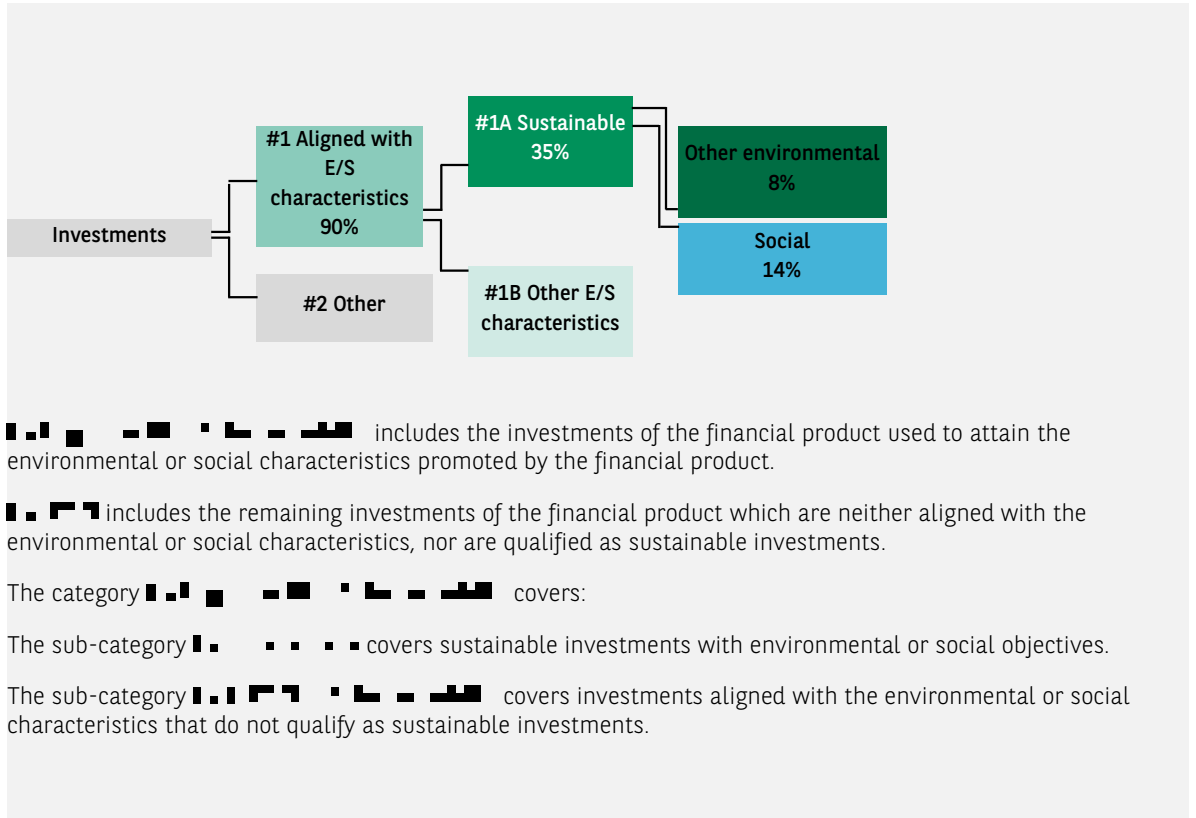 #1A Sustainable
35%
#1 Aligned with
E/S
characteristics
90%
Other environmental
8%
Investments
Social
14%
#2 Other
#1B Other E/S
characteristics
includes the investments of the financial product used to attain the
environmental or social characteristics promoted by the financial product.
includes the remaining investments of the financial product which are neither aligned with the
environmental or social characteristics, nor are qualified as sustainable investments.
The category covers:
The sub-category covers sustainable investments with environmental or social objectives.
The sub-category covers investments aligned with the environmental or social
characteristics that do not qualify as sustainable investments.